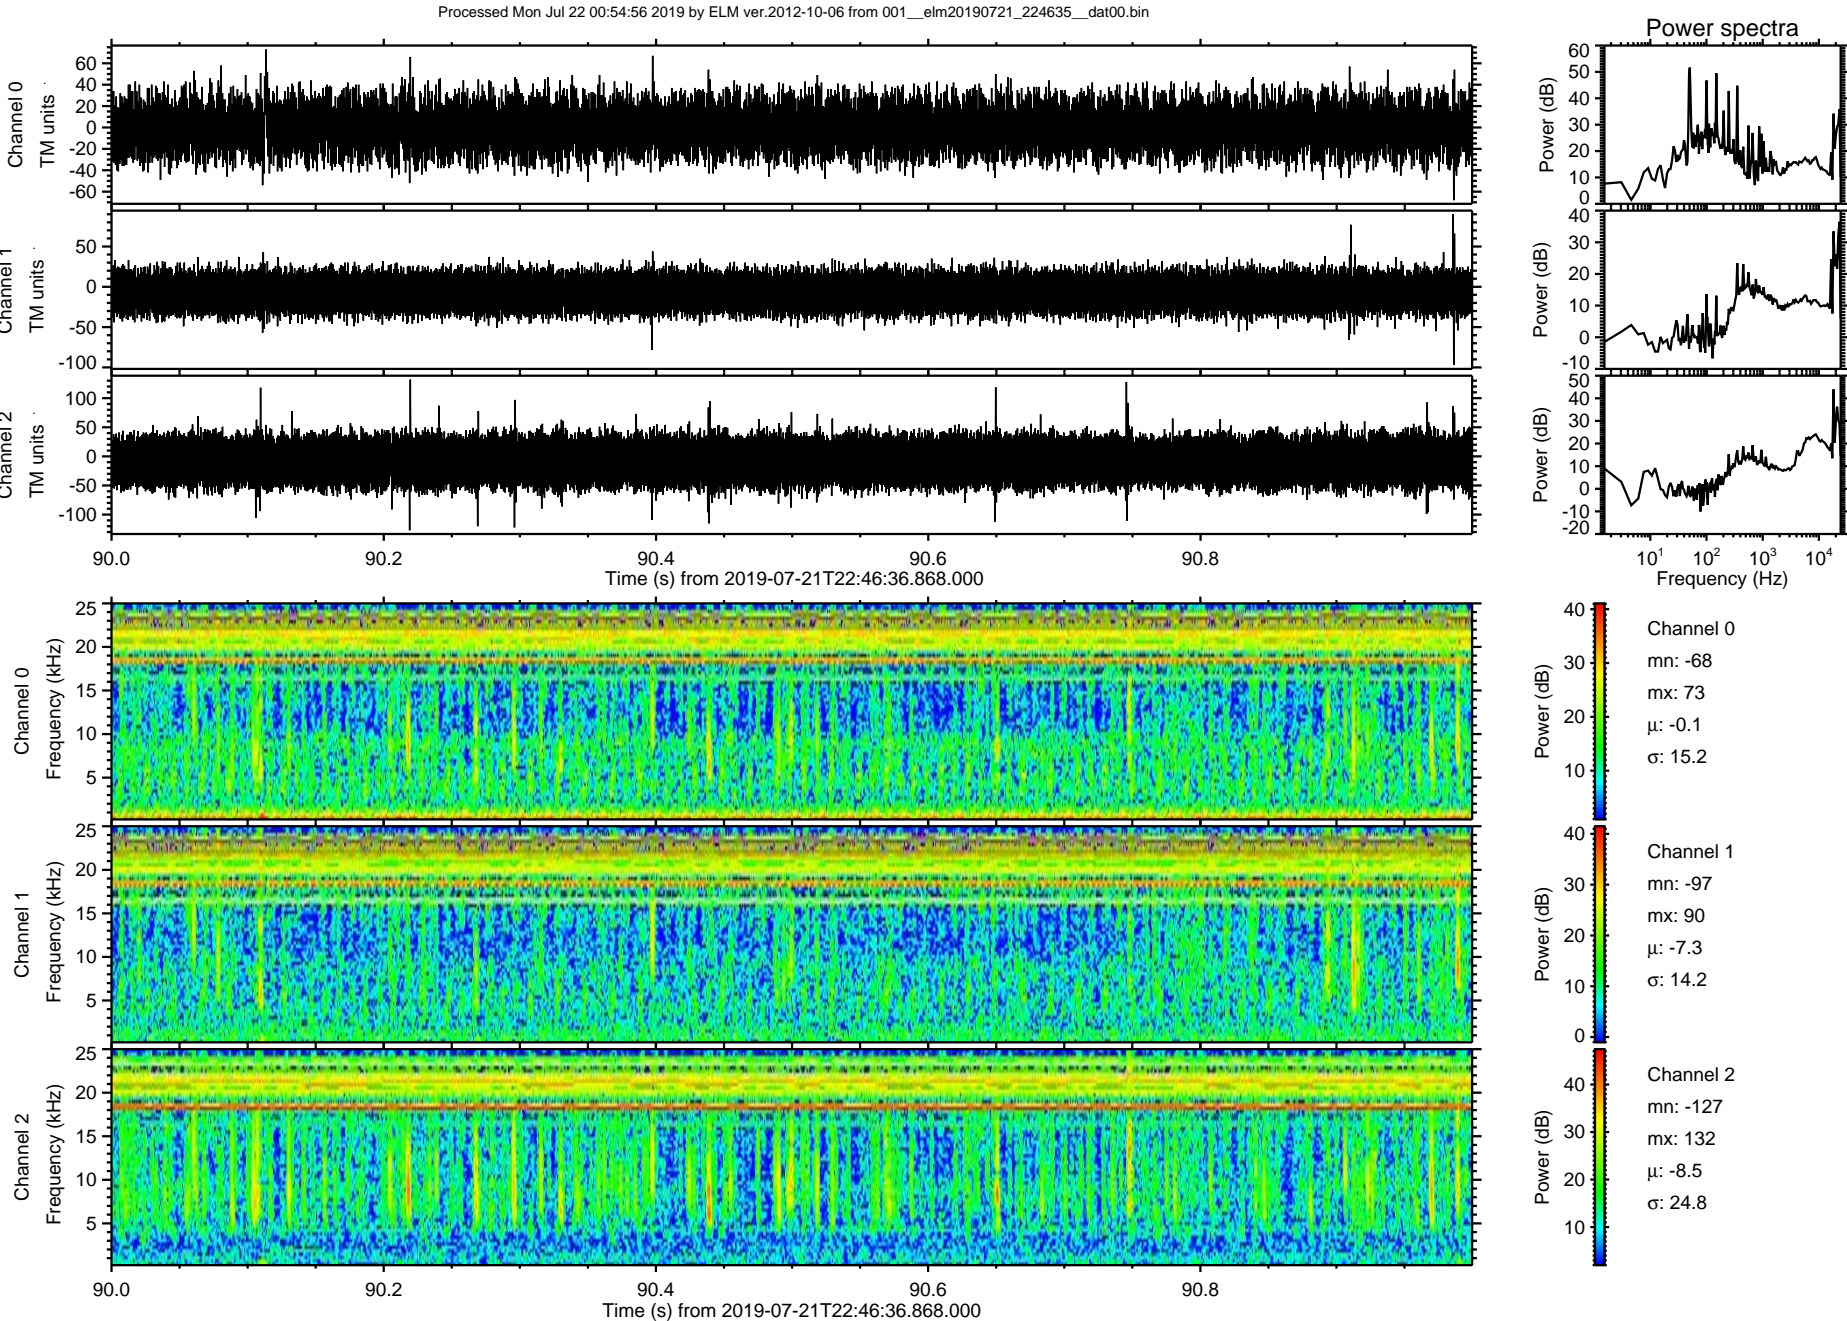 Processed Mon Jul 22 00:54:56 2019 by ELM ver.2012-10-06 from 001__elm20190721_224635__dat00.bin
Power spectra
Channel 0
TM units
60
40
20
0
-20
-40
-60
Power (dB)
60
50
40
30
20
10
0
Channel 1
TM units
50
0
-50
-100
Power (dB)
40
30
20
10
0
-10
Channel 2
TM units
100
50
0
-50
-100
Power (dB)
50
40
30
20
10
0
-10
-20
90.0 90.2 90.4 90.6 90.8
Time (s) from 2019-07-21T22:46:36.868.000
10¹ 10² 10³ 10⁴
Frequency (Hz)
Channel 0
Frequency (kHz)
25
20
15
10
5
Power (dB)
40
30
20
10
Channel 0
mn: -68
mx: 73
μ: -0.1
σ: 15.2
Channel 1
Frequency (kHz)
25
20
15
10
5
Power (dB)
40
30
20
10
0
Channel 1
mn: -97
mx: 90
μ: -7.3
σ: 14.2
Channel 2
Frequency (kHz)
25
20
15
10
5
Power (dB)
40
30
20
10
Channel 2
mn: -127
mx: 132
μ: -8.5
σ: 24.8
90.0 90.2 90.4 90.6 90.8
Time (s) from 2019-07-21T22:46:36.868.000